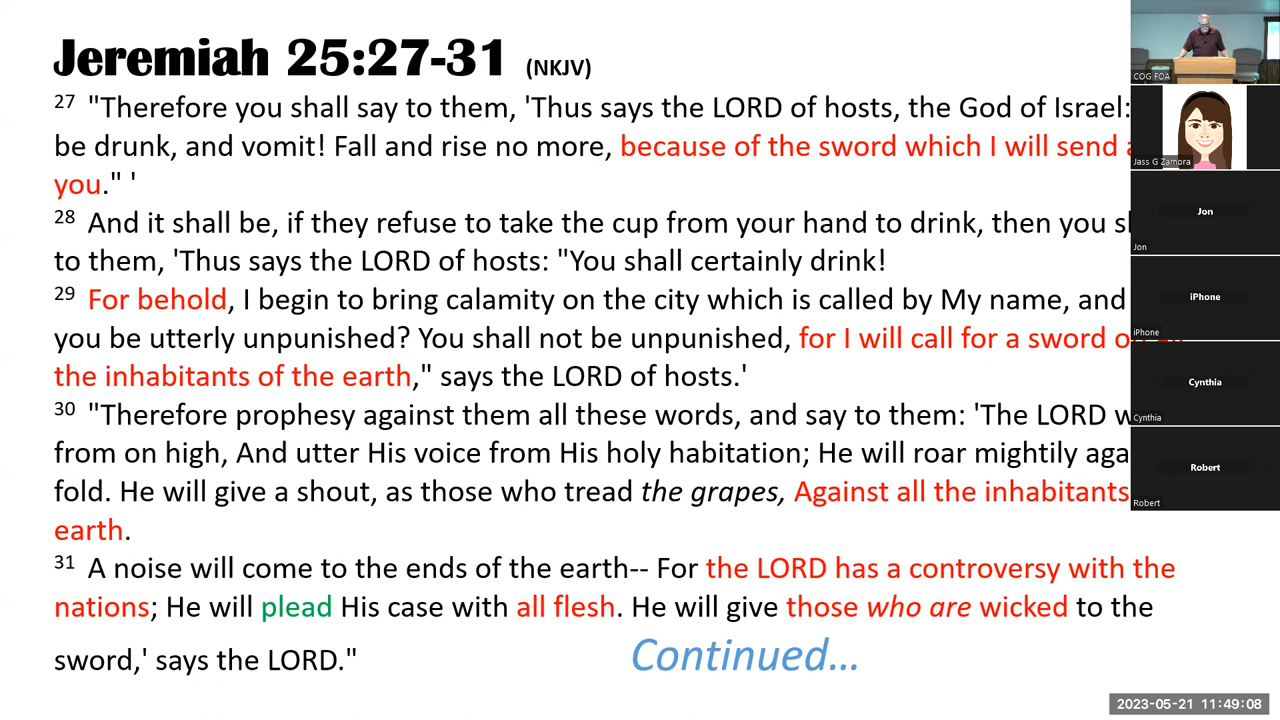 Jeremiah 25:27-31 (NKJV)
27 "Therefore you shall say to them, 'Thus says the LORD of hosts, the God of Israel:
be drunk, and vomit! Fall and rise no more, because of the sword which I will send
you." '
28 And it shall be, if they refuse to take the cup from your hand to drink, then you
to them, 'Thus says the LORD of hosts: "You shall certainly drink!
29 For behold, I begin to bring calamity on the city which is called by My name, and
you be utterly unpunished? You shall not be unpunished, for I will call for a sword
the inhabitants of the earth," says the LORD of hosts.'
30 "Therefore prophesy against them all these words, and say to them: 'The LORD
from on high, And utter His voice from His holy habitation; He will roar mightily
fold. He will give a shout, as those who tread the grapes, Against all the inhabitants
earth.
31 A noise will come to the ends of the earth-- For the LORD has a controversy with the
nations; He will plead His case with all flesh. He will give those who are wicked to the
sword,' says the LORD."
Continued...
COG FOA
Jass G Zamora
Jon
Jon
iPhone
iPhone
Cynthia
Cynthia
Robert
Robert
2023-05-21 11:49:08